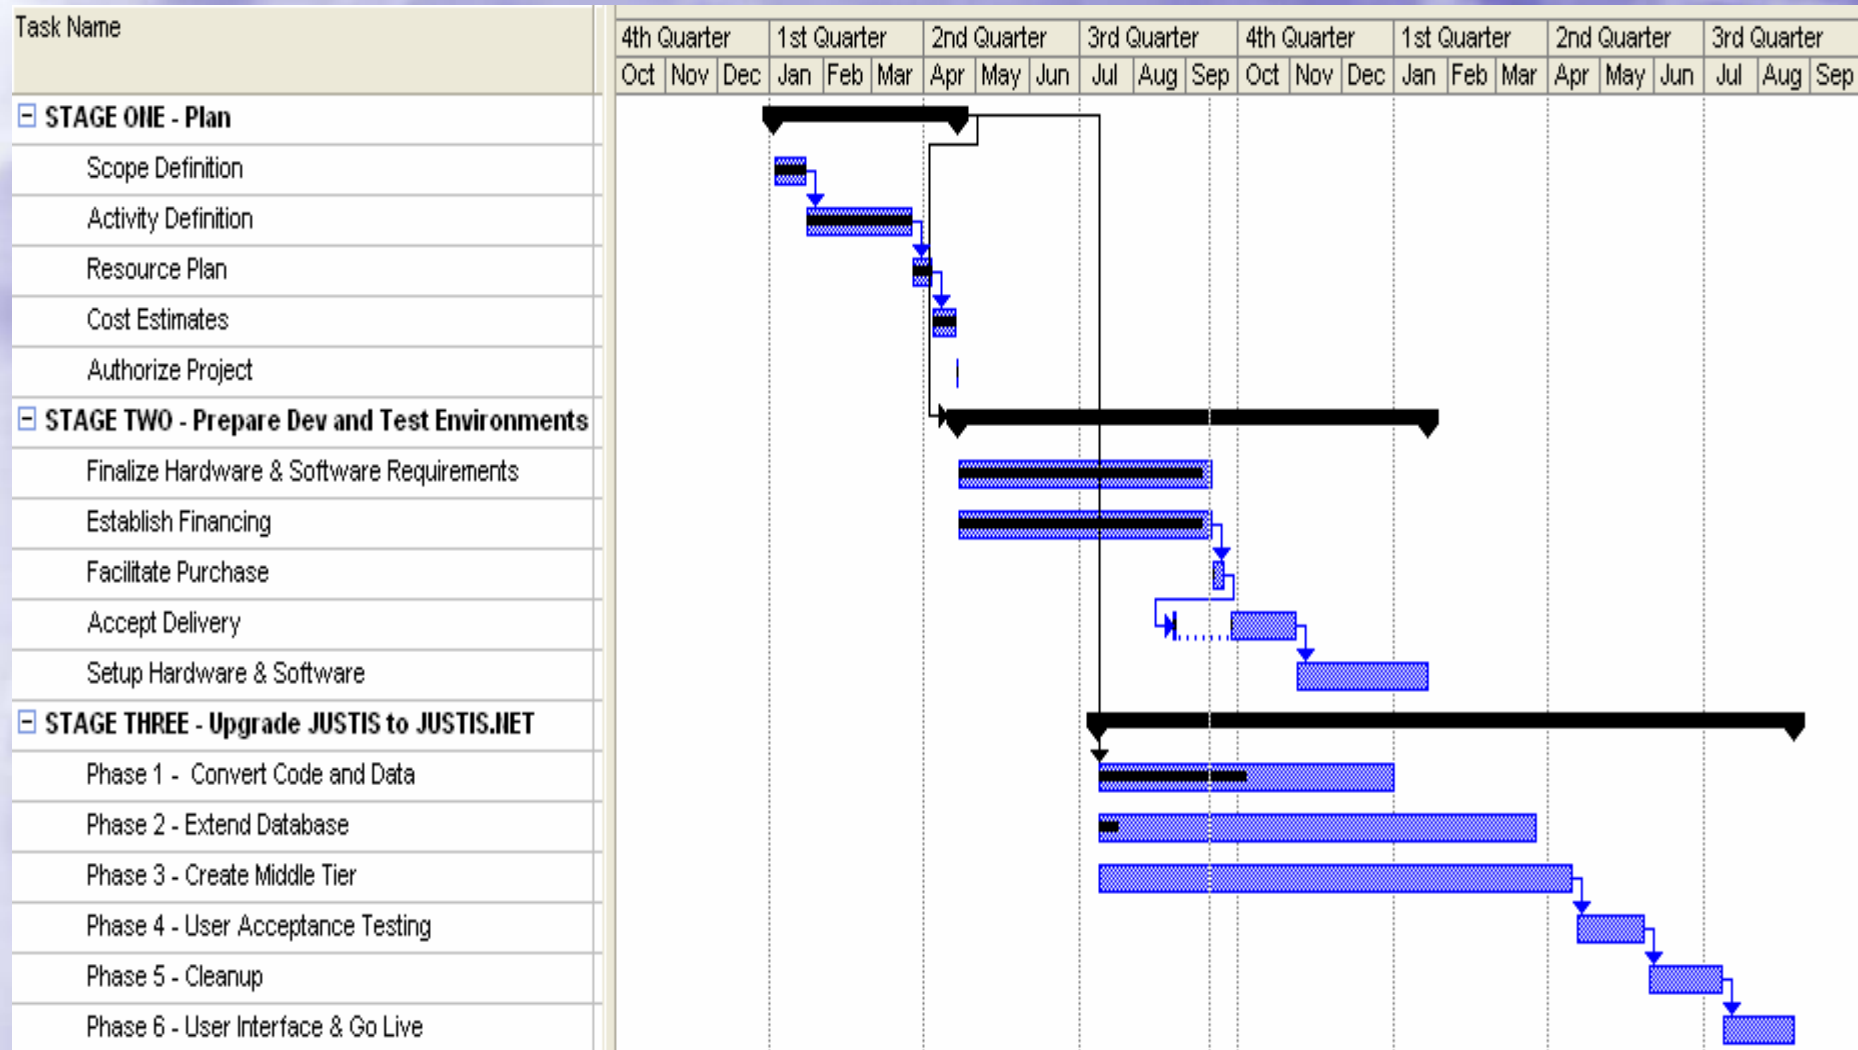 Task Name
4th Quarter 1st Quarter 2nd Quarter 3rd Quarter 4th Quarter 1st Quarter 2nd Quarter 3rd Quarter
Oct Nov Dec Jan Feb Mar Apr May Jun Jul Aug Sep Oct Nov Dec Jan Feb Mar Apr May Jun Jul Aug Sep
STAGE ONE - Plan
Scope Definition
Activity Definition
Resource Plan
Cost Estimates
Authorize Project
STAGE TWO - Prepare Dev and Test Environments
Finalize Hardware & Software Requirements
Establish Financing
Facilitate Purchase
Accept Delivery
Setup Hardware & Software
STAGE THREE - Upgrade JUSTIS to JUSTIS.NET
Phase 1 - Convert Code and Data
Phase 2 - Extend Database
Phase 3 - Create Middle Tier
Phase 4 - User Acceptance Testing
Phase 5 - Cleanup
Phase 6 - User Interface & Go Live